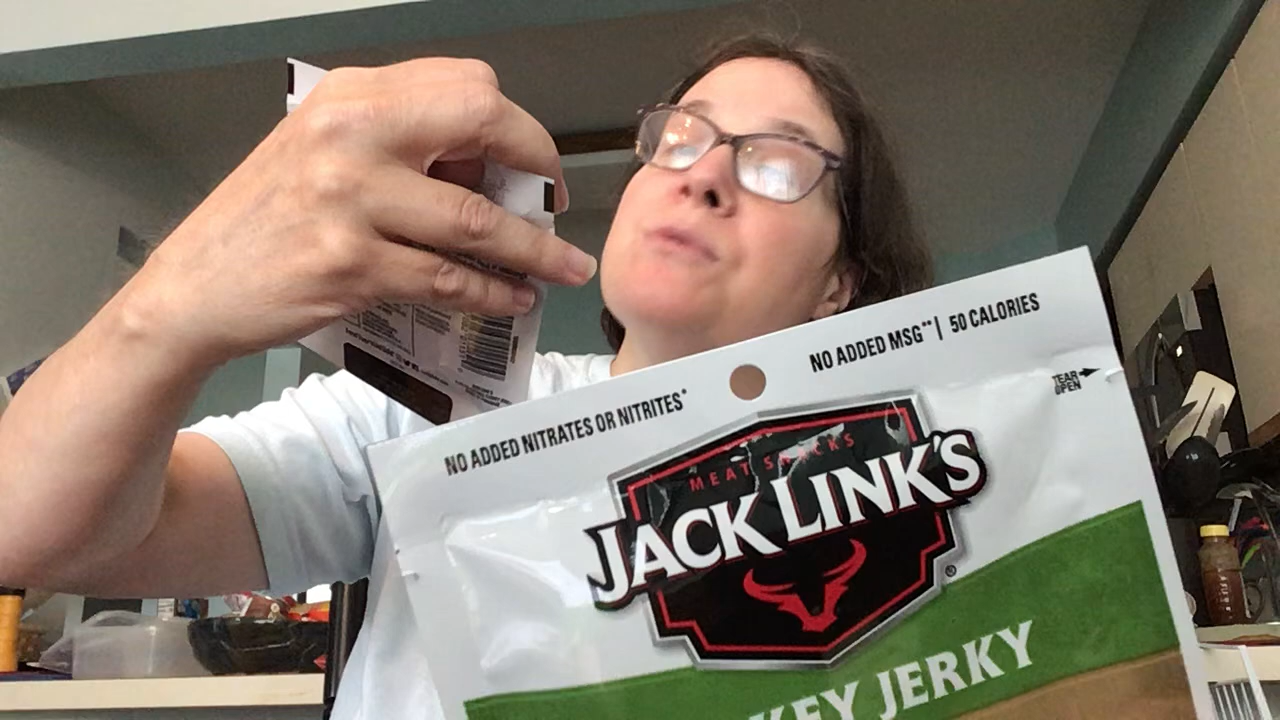 NO ADDED NITRATES OR NITRITES*
NO ADDED MSG** | 50 CALORIES
TEAR
OPEN
MEAT SNACKS
JACK LINK'S
®
KEY JERKY